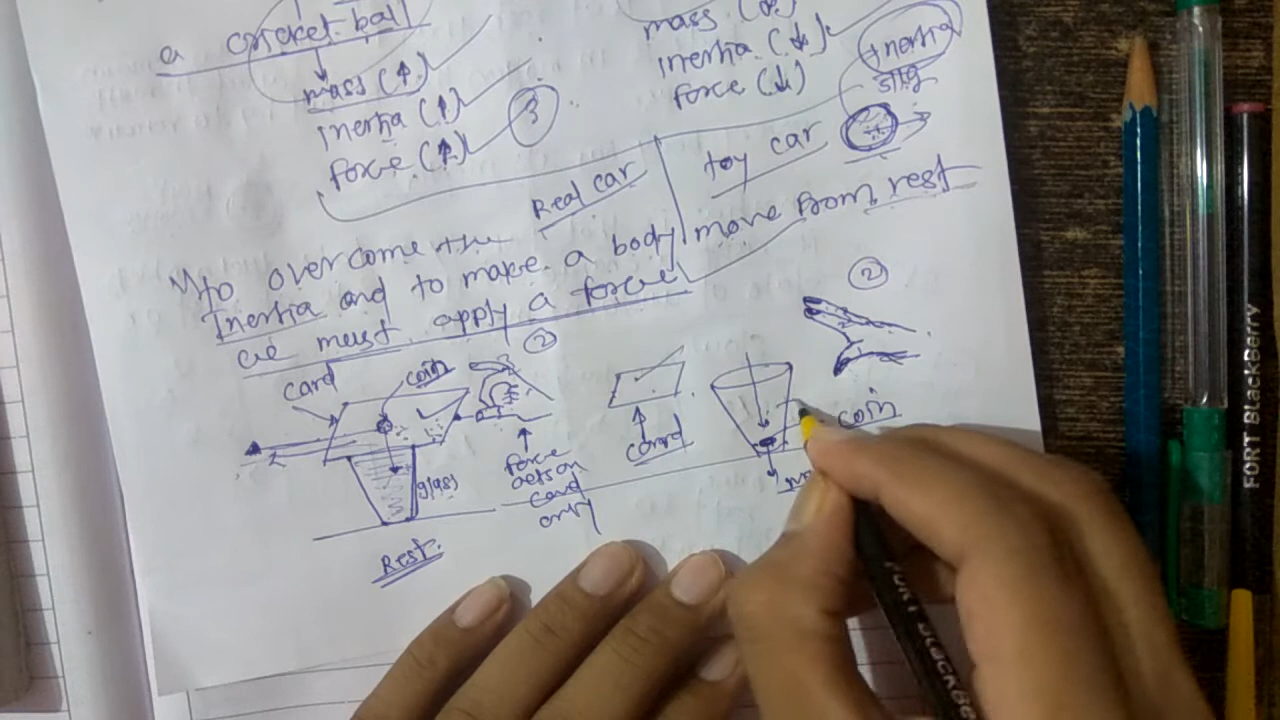 a cricket ball
mass (↑)
inertia (↑)
force (↑)
3
mass (↓)
inertia (↓)
force (↓)
Inertia
जाड्
Real car
toy car
to overcome the
Inertia and to make a body move from rest
we must apply a force
2
2
card
coin
glass
Rest.
force
acts on
card
only
card
coin
FORT BlackBerry
FORT BlackBe